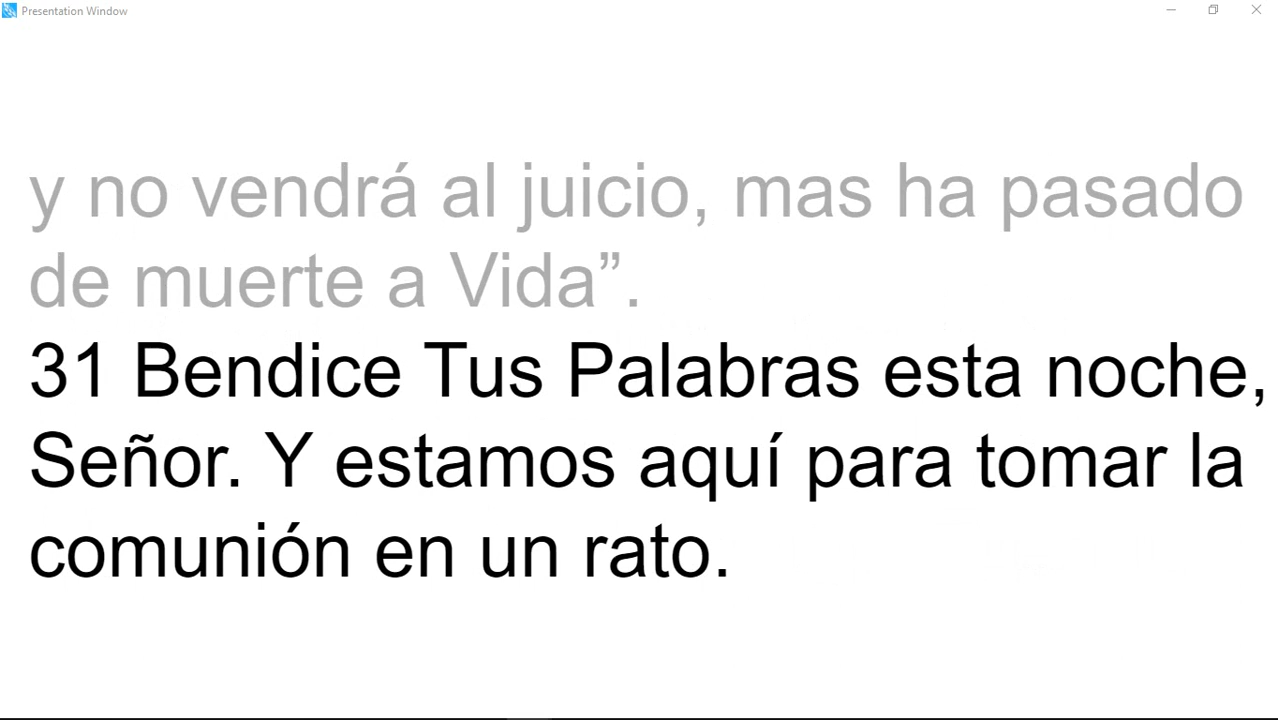 Presentation Window
y no vendrá al juicio, mas ha pasado
de muerte a Vida”.
31 Bendice Tus Palabras esta noche,
Señor. Y estamos aquí para tomar la
comunión en un rato.